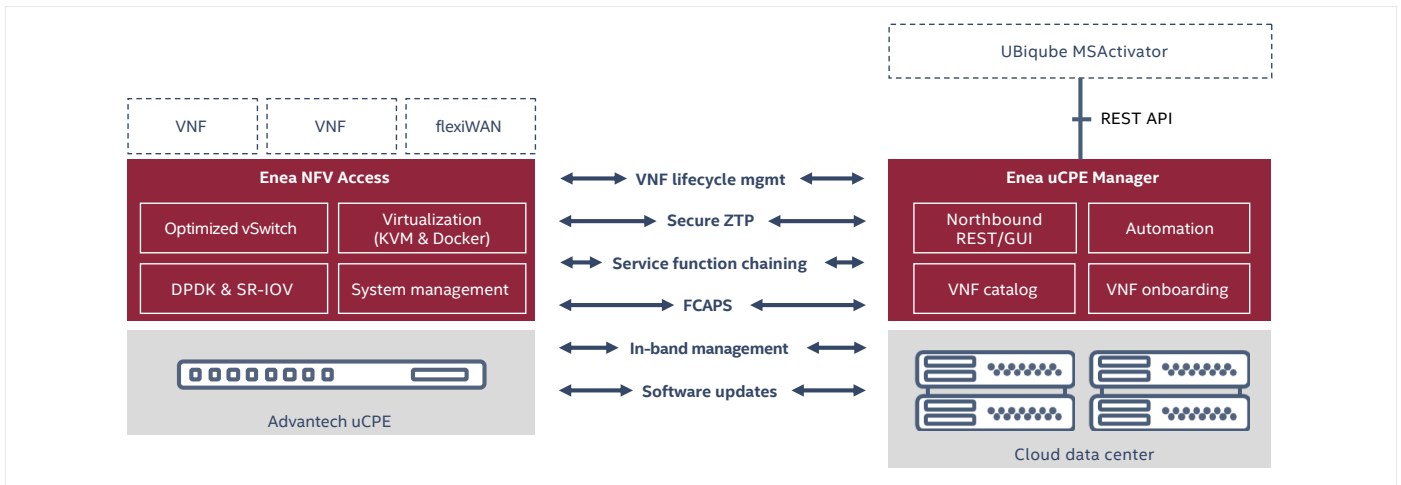 UBiqube MSActivator
REST API
VNF
VNF
flexiWAN
Enea NFV Access
Optimized vSwitch
Virtualization
(KVM & Docker)
DPDK & SR-IOV
System management
Advantech uCPE
VNF lifecycle mgmt
Secure ZTP
Service function chaining
FCAPS
In-band management
Software updates
Enea uCPE Manager
Northbound
REST/GUI
Automation
VNF catalog
VNF onboarding
Cloud data center